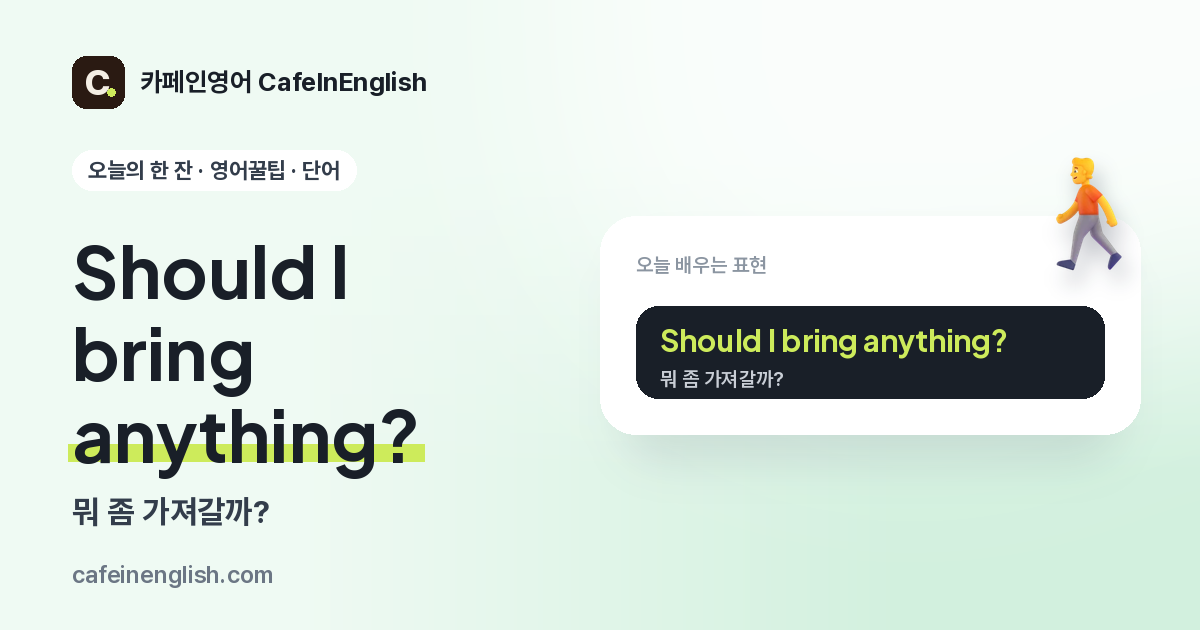 C
카페인영어 CafeInEnglish
오늘의 한 잔 · 영어꿀팁 · 단어
Should I
bring
anything?
뭐 좀 가져갈까?
cafeinenglish.com
오늘 배우는 표현
Should I bring anything?
뭐 좀 가져갈까?